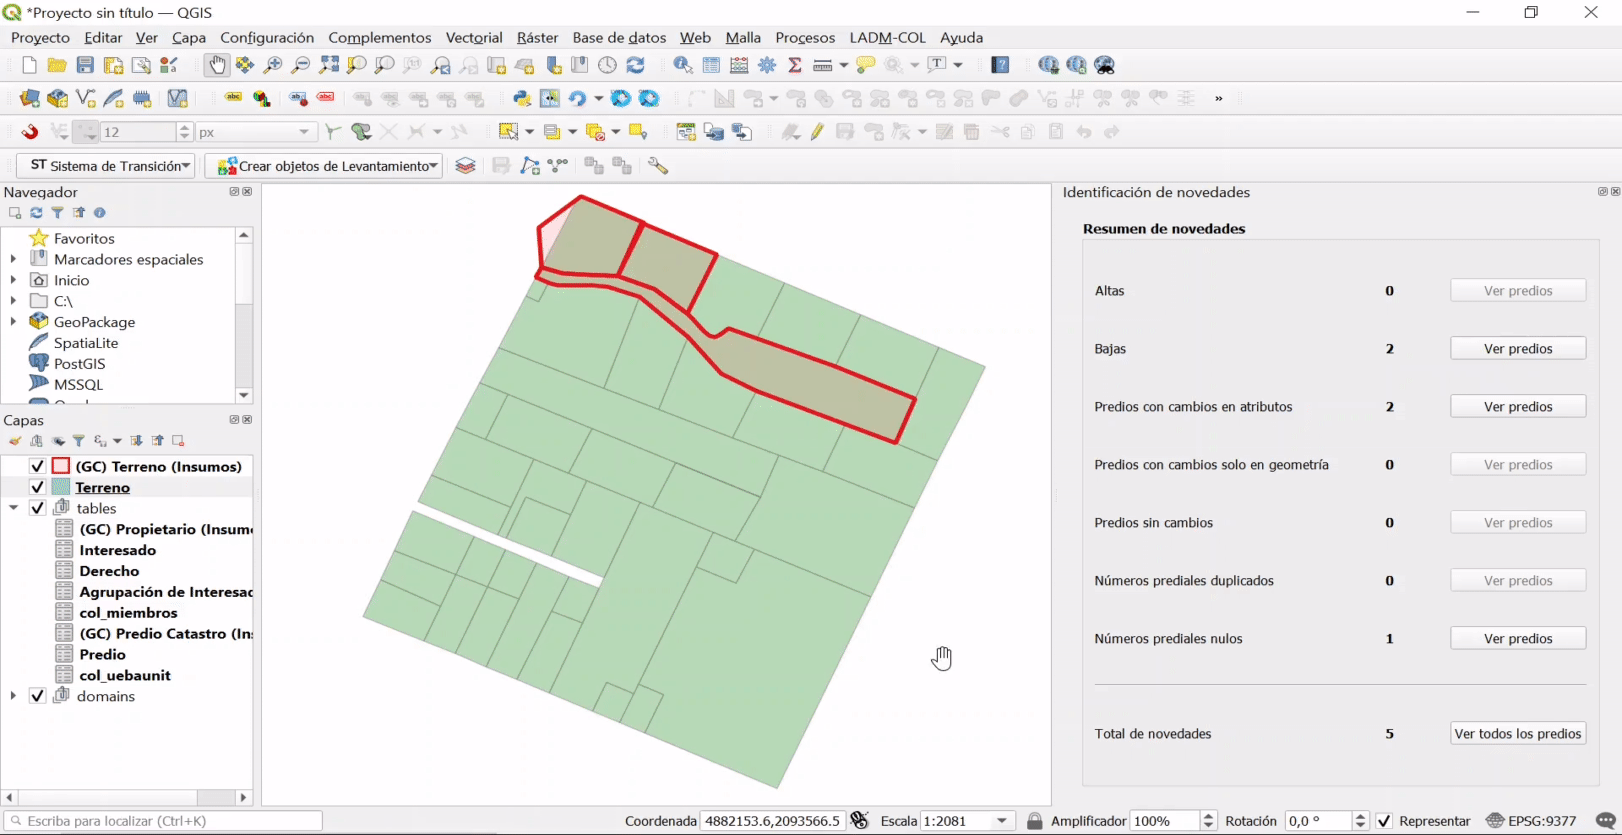 *Proyecto sin título — QGIS
Proyecto Editar Ver Capa Configuración Complementos Vectorial Ráster Base de datos Web Malla Procesos LADM-COL Ayuda
abc abc
12 px
ST Sistema de Transición Crear objetos de Levantamiento
Navegador
Favoritos
Marcadores espaciales
Inicio
C:\
GeoPackage
SpatiaLite
PostGIS
MSSQL
Capas
(GC) Terreno (Insumos)
Terreno
tables
(GC) Propietario (Insum
Interesado
Derecho
Agrupación de Interesad
col_miembros
(GC) Predio Catastro (In
Predio
col_uebaunit
domains
Identificación de novedades
Resumen de novedades
Altas 0 Ver predios
Bajas 2 Ver predios
Predios con cambios en atributos 2 Ver predios
Predios con cambios solo en geometría 0 Ver predios
Predios sin cambios 0 Ver predios
Números prediales duplicados 0 Ver predios
Números prediales nulos 1 Ver predios
Total de novedades 5 Ver todos los predios
Escriba para localizar (Ctrl+K) Coordenada 4882153.6,2093566.5 Escala 1:2081 Amplificador 100% Rotación 0,0 ° Representar EPSG:9377